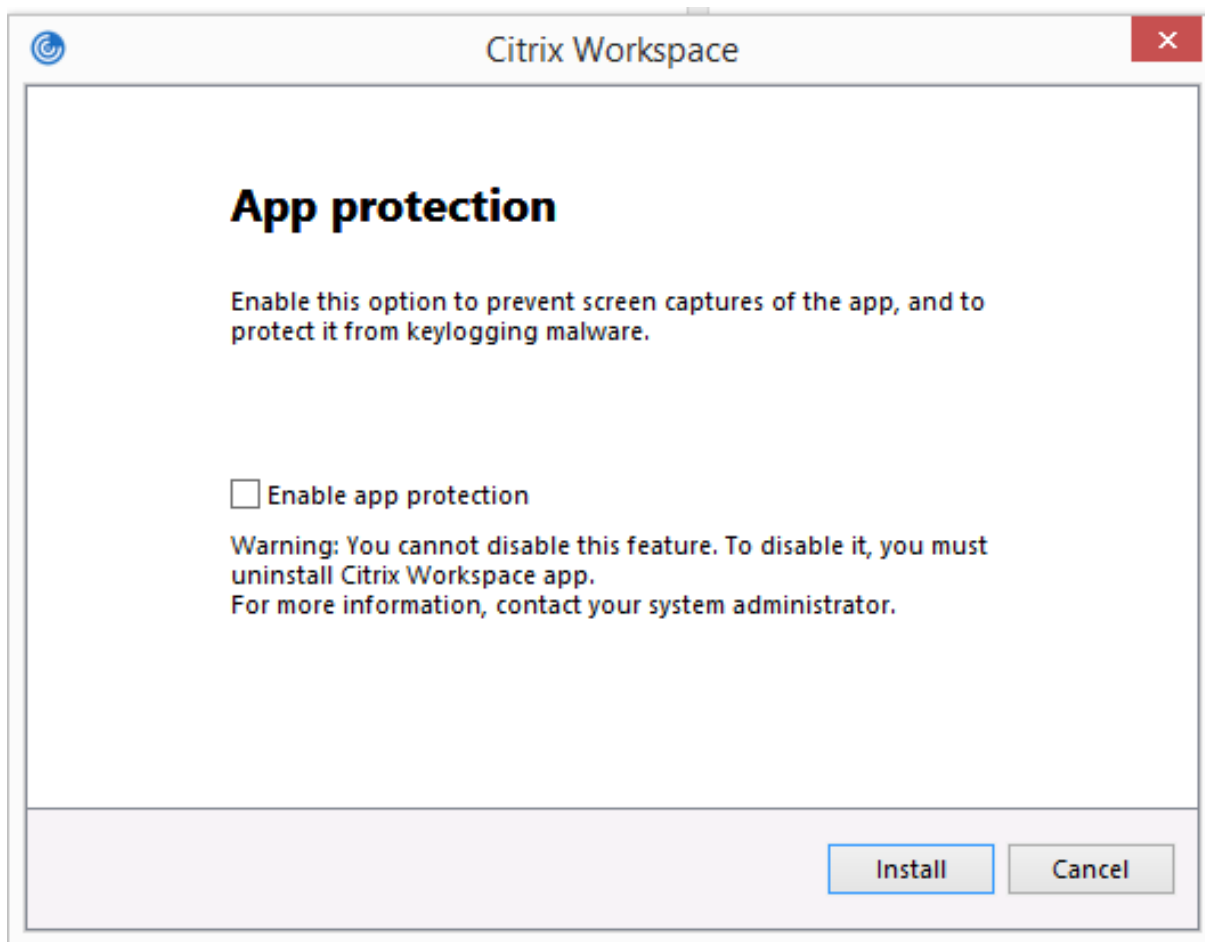 Citrix Workspace
App protection
Enable this option to prevent screen captures of the app, and to
protect it from keylogging malware.
Enable app protection
Warning: You cannot disable this feature. To disable it, you must
uninstall Citrix Workspace app.
For more information, contact your system administrator.
Install Cancel